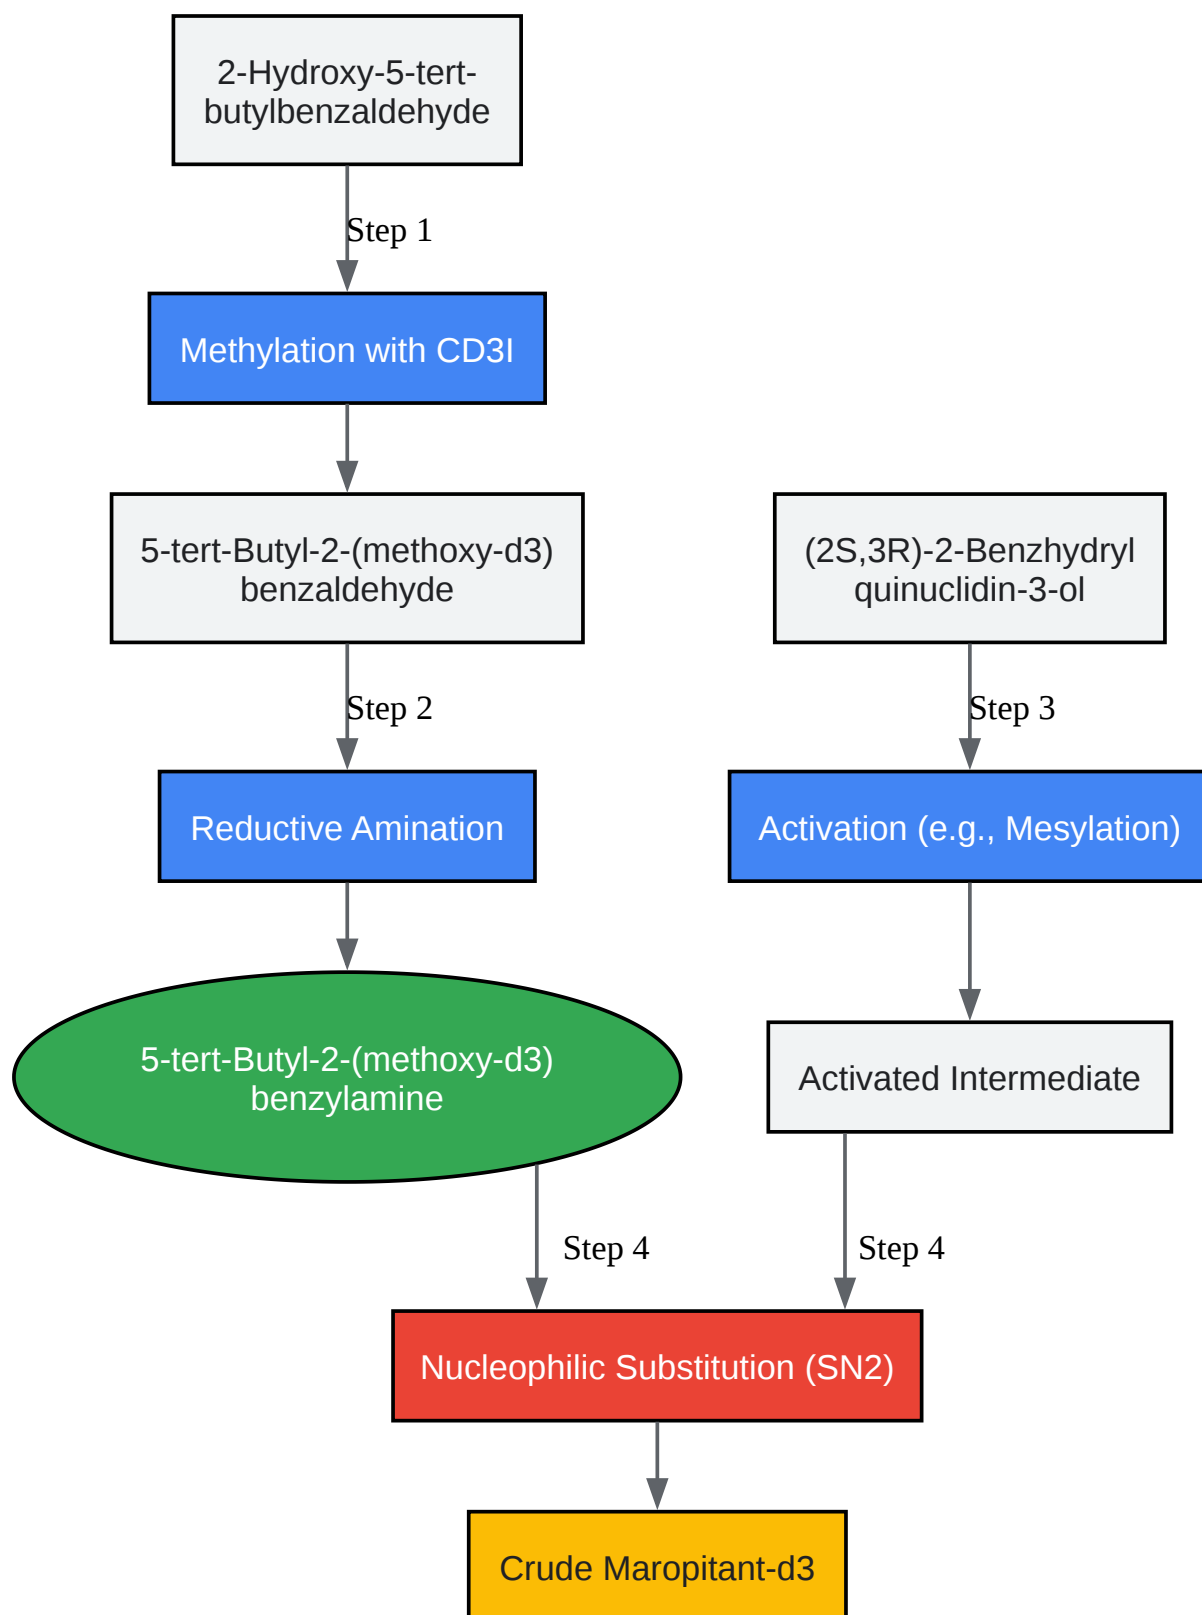 2-Hydroxy-5-tert-
butylbenzaldehyde
Step 1
Methylation with CD3I
5-tert-Butyl-2-(methoxy-d3)
benzaldehyde
(2S,3R)-2-Benzhydryl
quinuclidin-3-ol
Step 2
Step 3
Reductive Amination
Activation (e.g., Mesylation)
5-tert-Butyl-2-(methoxy-d3)
benzylamine
Activated Intermediate
Step 4
Step 4
Nucleophilic Substitution (SN2)
Crude Maropitant-d3